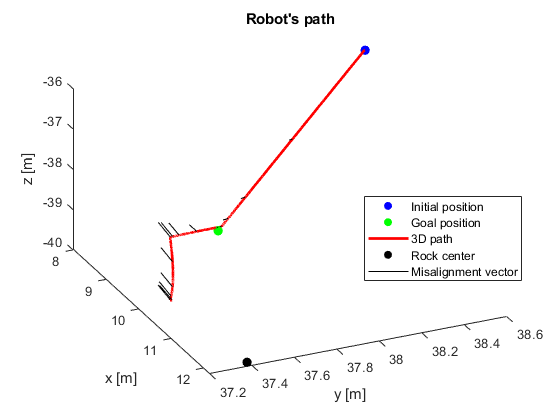 Robot's path
-36
-37
-38
-39
-40
z [m]
8
9
10
11
12
x [m]
37.2
37.4
37.6
37.8
38
38.2
38.4
38.6
y [m]
Initial position
Goal position
3D path
Rock center
Misalignment vector